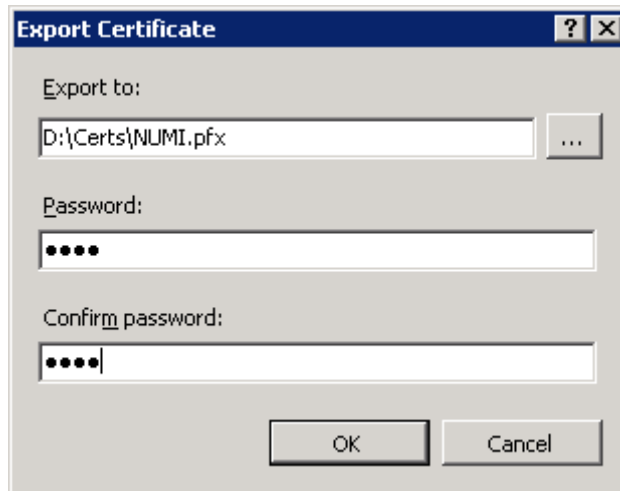 Export Certificate
Export to:
D:\Certs\NUMI.pfx
...
Password:
●●●●
Confirm password:
●●●●
OK Cancel